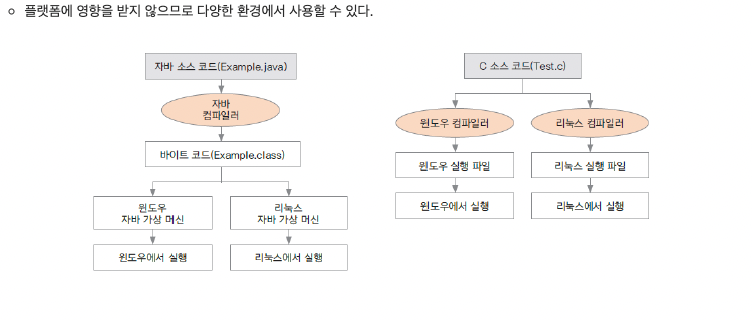 플랫폼에 영향을 받지 않으므로 다양한 환경에서 사용할 수 있다.
자바 소스 코드(Example.java)
자바
컴파일러
바이트 코드(Example.class)
윈도우
자바 가상 머신
리눅스
자바 가상 머신
윈도우에서 실행
리눅스에서 실행
C 소스 코드(Test.c)
윈도우 컴파일러
리눅스 컴파일러
윈도우 실행 파일
리눅스 실행 파일
윈도우에서 실행
리눅스에서 실행